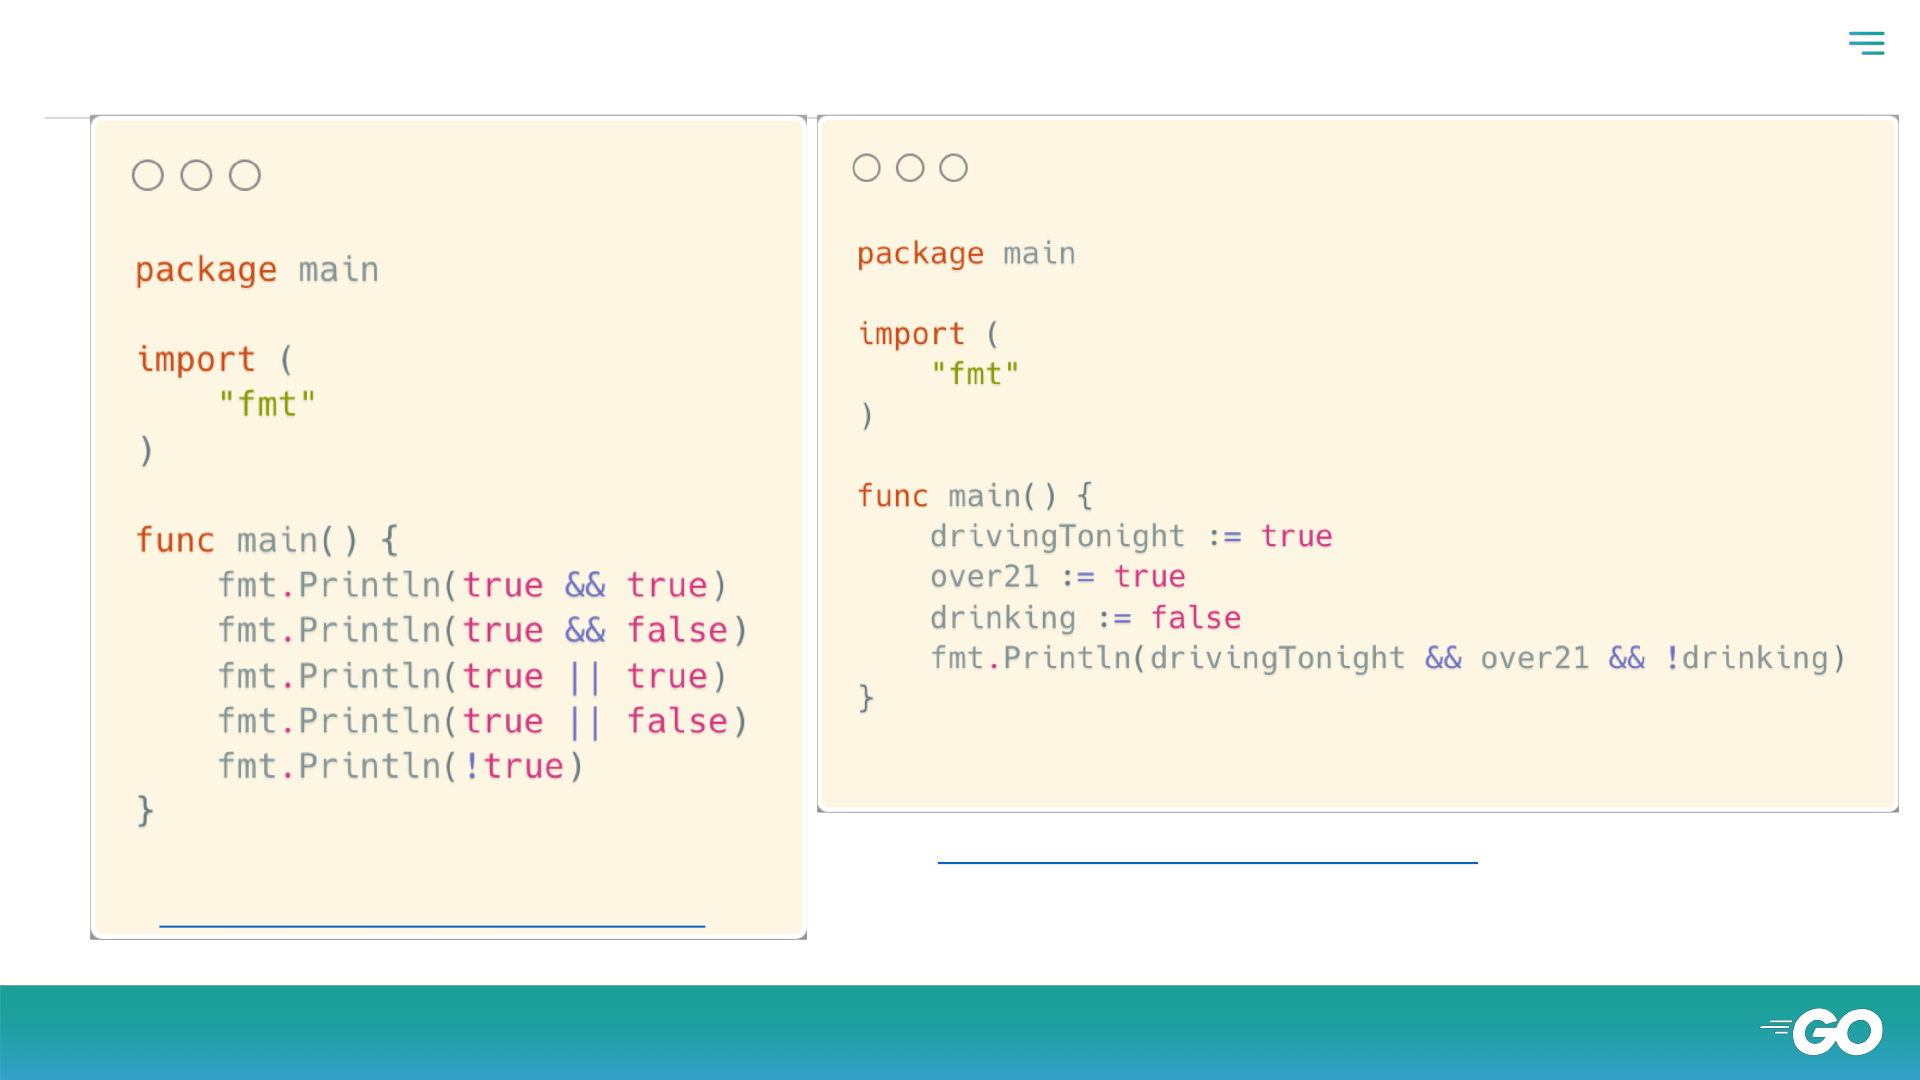 package main
import (
"fmt"
)
func main() {
fmt.Println(true && true)
fmt.Println(true && false)
fmt.Println(true || true)
fmt.Println(true || false)
fmt.Println(!true)
}
package main
import (
"fmt"
)
func main() {
drivingTonight := true
over21 := true
drinking := false
fmt.Println(drivingTonight && over21 && !drinking)
}
GO